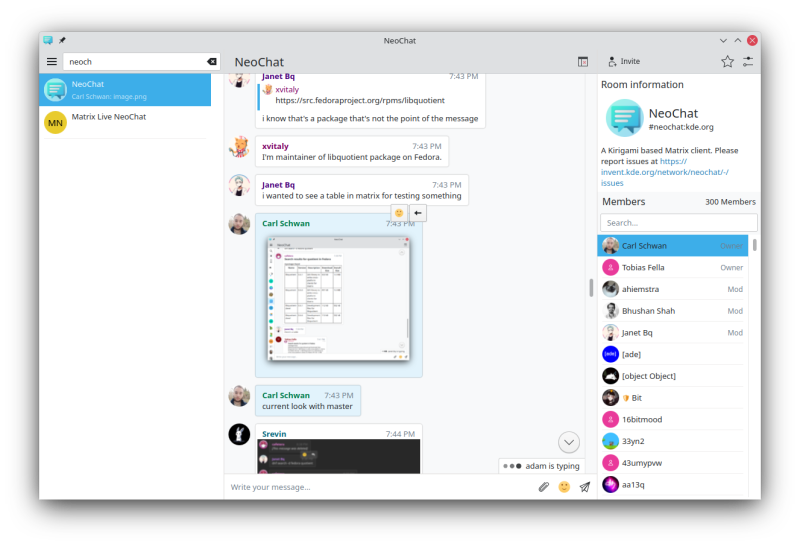 NeoChat
neoch
NeoChat
Carl Schwan: image.png
MN
Matrix Live NeoChat
NeoChat
Janet Bq 7:43 PM
xvitaly
https://src.fedoraproject.org/rpms/libquotient
i know that's a package that's not the point of the message
xvitaly 7:43 PM
I'm maintainer of libquotient package on Fedora.
Janet Bq 7:43 PM
i wanted to see a table in matrix for testing something
Carl Schwan 7:43 PM
Carl Schwan 7:43 PM
current look with master
Srevin 7:44 PM
adam is typing
Write your message...
Invite
Room information
NeoChat
#neochat:kde.org
A Kirigami based Matrix client. Please
report issues at https://
invent.kde.org/network/neochat/-/
issues
Members 300 Members
Search...
Carl Schwan Owner
Tobias Fella Owner
ahiemstra Mod
Bhushan Shah Mod
Janet Bq Mod
[ade] [ade]
[object Object]
Bit
16bitmood
33yn2
43umypvw
aa13q